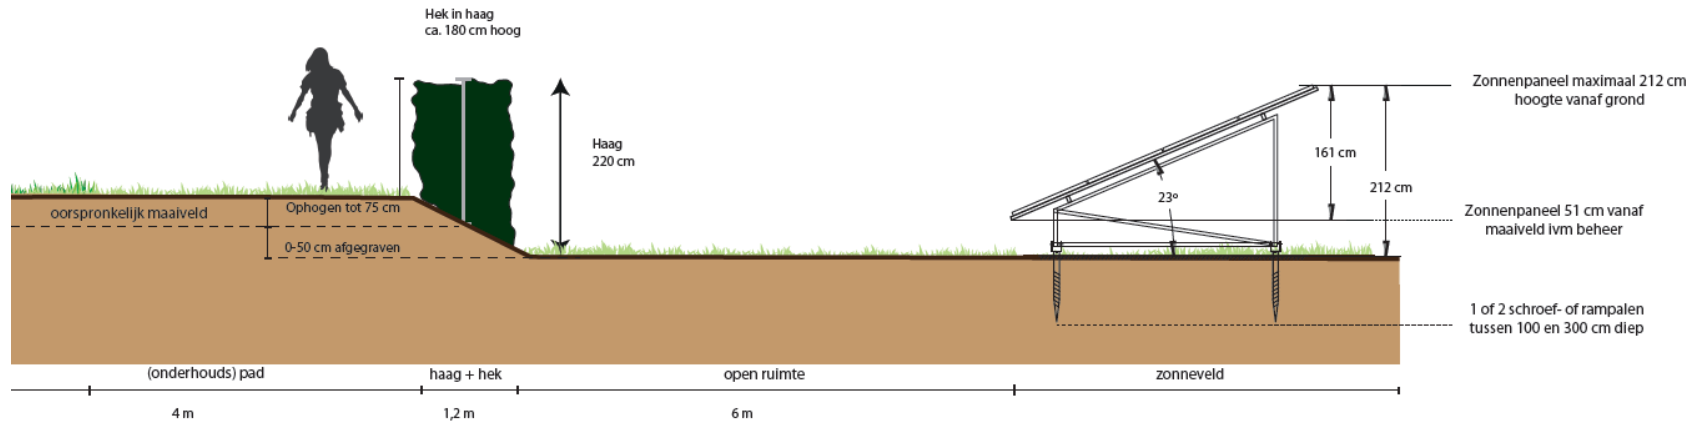 Hek in haag
ca. 180 cm hoog
Haag
220 cm
Zonnenpaneel maximaal 212 cm
hoogte vanaf grond
161 cm
212 cm
23º
Zonnenpaneel 51 cm vanaf
maaiveld ivm beheer
oorspronkelijk maaiveld
Ophogen tot 75 cm
0-50 cm afgegraven
1 of 2 schroef- of rampalen
tussen 100 en 300 cm diep
(onderhouds) pad
haag + hek
open ruimte
zonneveld
4 m
1,2 m
6 m